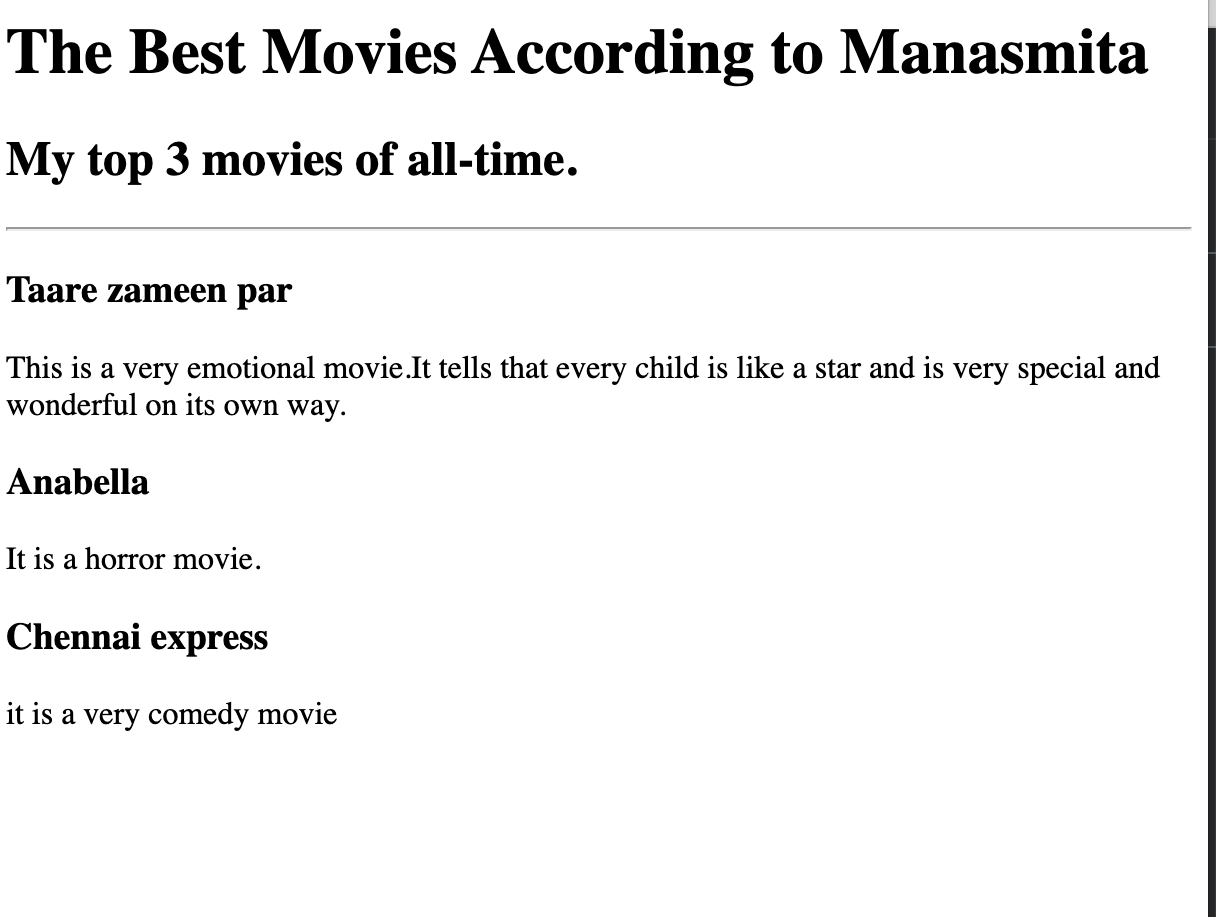 The Best Movies According to Manasmita
My top 3 movies of all-time.
Taare zameen par
This is a very emotional movie.It tells that every child is like a star and is very special and
wonderful on its own way.
Anabella
It is a horror movie.
Chennai express
it is a very comedy movie